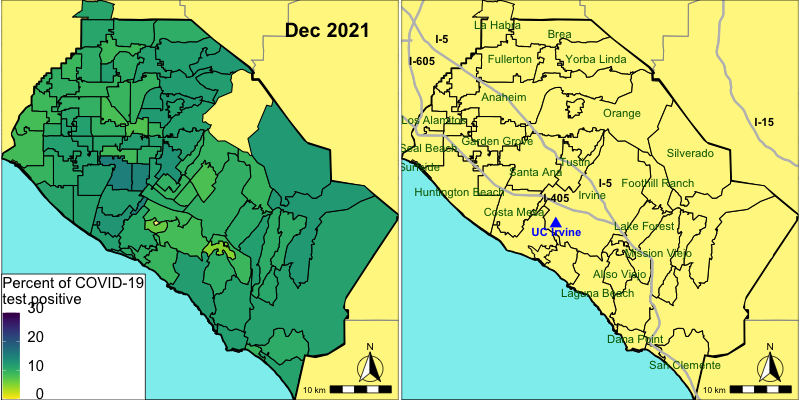 Dec 2021
Percent of COVID-19
test positive
30
20
10
0
N
10 km
La Habra
I-5
Brea
I-605
Fullerton
Yorba Linda
Anaheim
Orange
Los Alamitos
I-15
Garden Grove
Seal Beach
Silverado
Tustin
Sunside
Santa Ana
I-5
Foothill Ranch
Huntington Beach
Irvine
I-405
Costa Mesa
Lake Forest
UC Irvine
Mission Viejo
Aliso Viejo
Laguna Beach
Dana Point
San Clemente
N
10 km